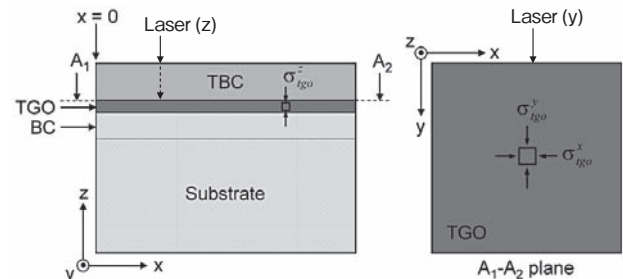 x = 0
Laser (z)
A1
A2
TBC
σ^z_tgo
TGO
BC
Substrate
z
x
y
Laser (y)
z
x
y
σ^y_tgo
σ^x_tgo
TGO
A1-A2 plane